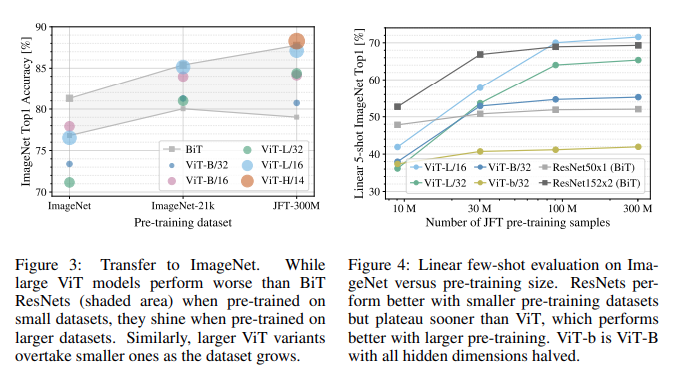 90
85
80
75
70
ImageNet Top1 Accuracy [%]
BiT
ViT-B/32
ViT-B/16
ViT-L/32
ViT-L/16
ViT-H/14
ImageNet
ImageNet-21k
JFT-300M
Pre-training dataset
Figure 3: Transfer to ImageNet. While
large ViT models perform worse than BiT
ResNets (shaded area) when pre-trained on
small datasets, they shine when pre-trained on
larger datasets. Similarly, larger ViT variants
overtake smaller ones as the dataset grows.
70
60
50
40
30
Linear 5-shot ImageNet Top1 [%]
ViT-L/16
ViT-L/32
ViT-B/32
ViT-b/32
ResNet50x1 (BiT)
ResNet152x2 (BiT)
10 M
30 M
100 M
300 M
Number of JFT pre-training samples
Figure 4: Linear few-shot evaluation on Ima-
geNet versus pre-training size. ResNets per-
form better with smaller pre-training datasets
but plateau sooner than ViT, which performs
better with larger pre-training. ViT-b is ViT-B
with all hidden dimensions halved.